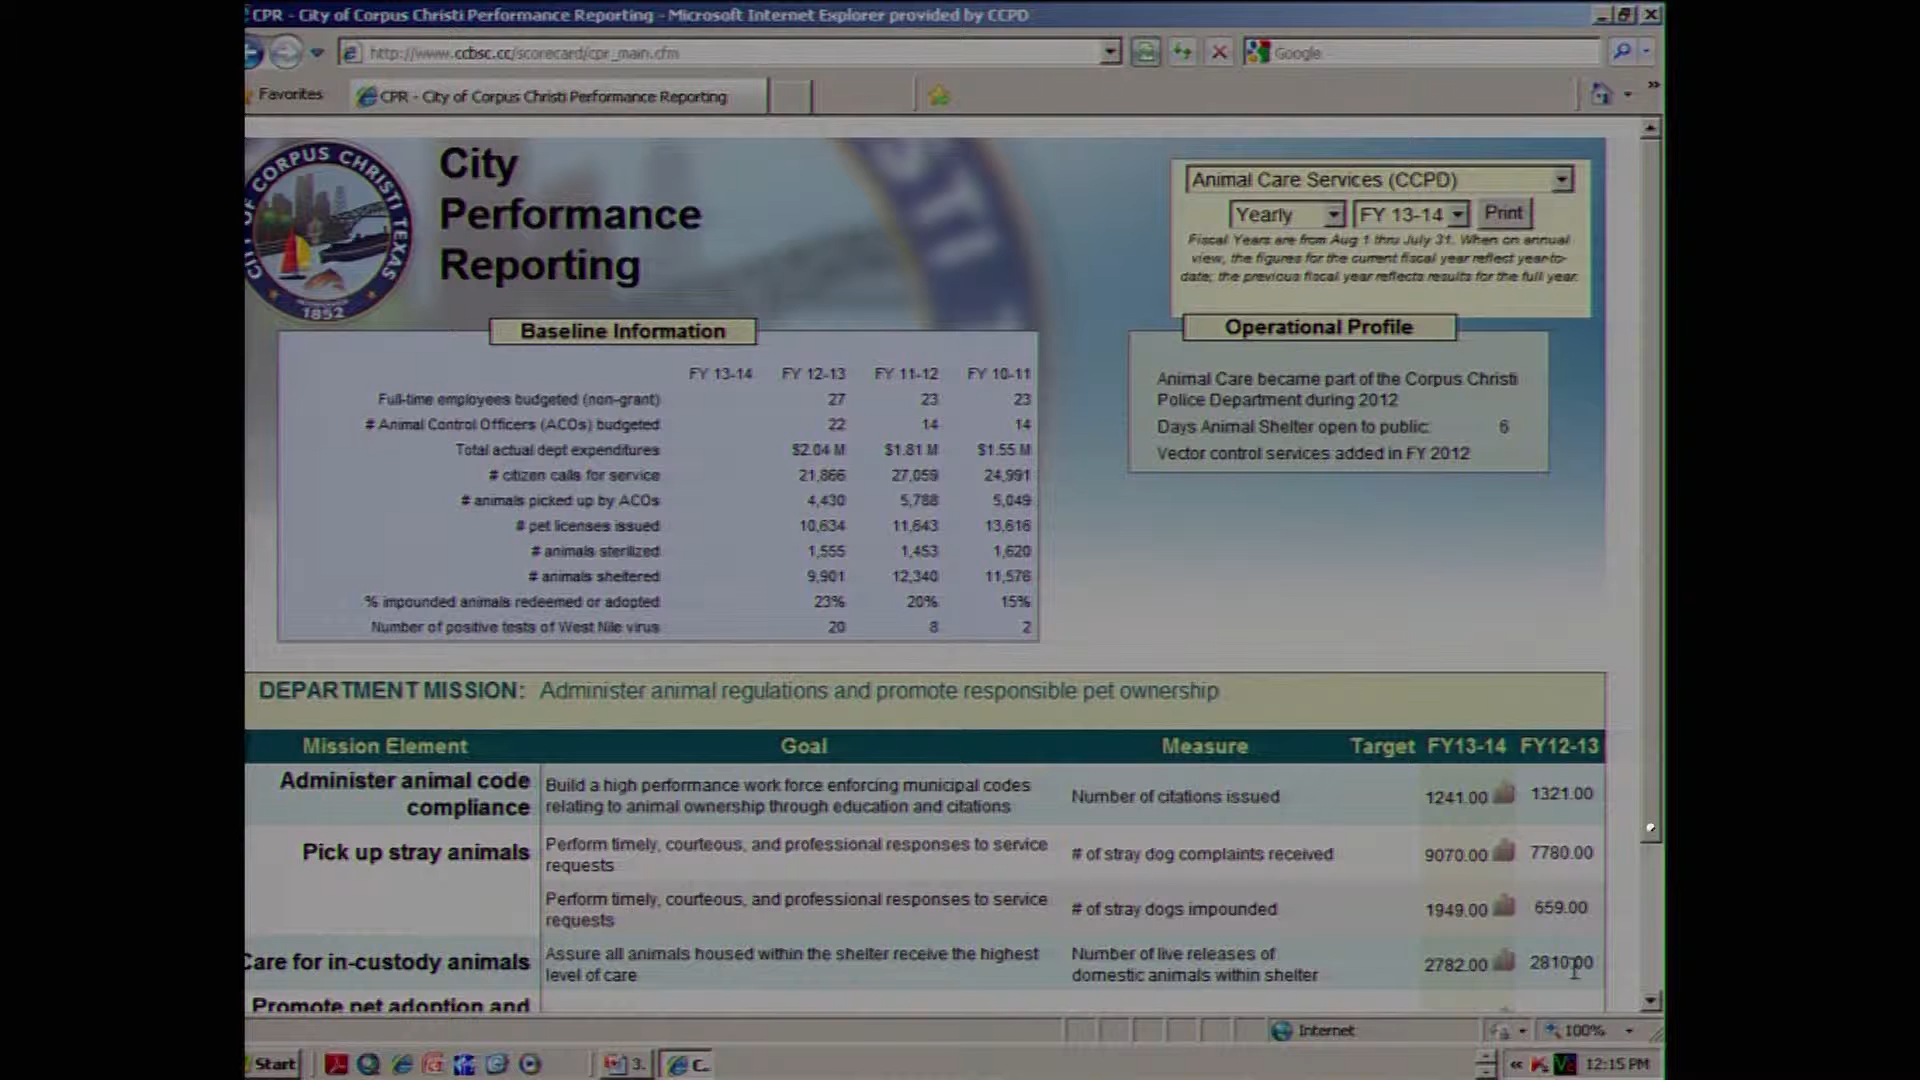 CPR - City of Corpus Christi Performance Reporting - Microsoft Internet Explorer provided by CCPD
http://www.ccbsc.cc/scorecard/cpr_main.cfm
Google
Favorites
CPR - City of Corpus Christi Performance Reporting
CITY OF CORPUS CHRISTI TEXAS
1852
STI T
City
Performance
Reporting
Animal Care Services (CCPD)
Yearly FY 13-14 Print
Fiscal Years are from Aug 1 thru July 31. When on annual
view, the figures for the current fiscal year reflect year-to-
date; the previous fiscal year reflects results for the full year.
Baseline Information
FY 13-14 FY 12-13 FY 11-12 FY 10-11
Full-time employees budgeted (non-grant) 27 23 23
# Animal Control Officers (ACOs) budgeted 22 14 14
Total actual dept expenditures $2.04 M $1.81 M $1.55 M
# citizen calls for service 21,866 27,059 24,991
# animals picked up by ACOs 4,430 5,788 5,049
# pet licenses issued 10,634 11,643 13,616
# animals sterilized 1,555 1,453 1,620
# animals sheltered 9,901 12,340 11,576
% impounded animals redeemed or adopted 23% 20% 15%
Number of positive tests of West Nile virus 20 8 2
Operational Profile
Animal Care became part of the Corpus Christi
Police Department during 2012
Days Animal Shelter open to public: 6
Vector control services added in FY 2012
DEPARTMENT MISSION: Administer animal regulations and promote responsible pet ownership
Mission Element Goal Measure Target FY13-14 FY12-13
Administer animal code
compliance
Build a high performance work force enforcing municipal codes
relating to animal ownership through education and citations
Number of citations issued 1241.00 1321.00
Pick up stray animals
Perform timely, courteous, and professional responses to service
requests
# of stray dog complaints received 9070.00 7780.00
Perform timely, courteous, and professional responses to service
requests
# of stray dogs impounded 1949.00 659.00
Care for in-custody animals
Assure all animals housed within the shelter receive the highest
level of care
Number of live releases of
domestic animals within shelter
2782.00 2810.00
Promote pet adoption and
Internet
100%
Start
3.
C.
12:15 PM